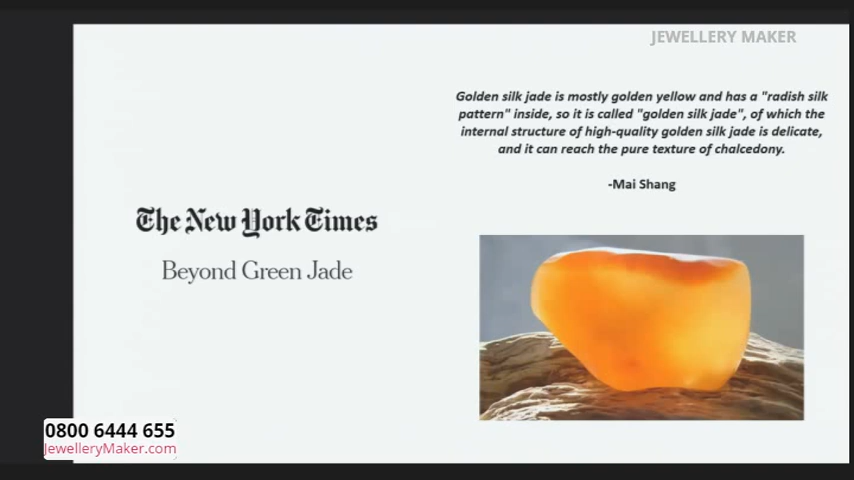 JEWELLERY MAKER
Golden silk jade is mostly golden yellow and has a "radish silk
pattern" inside, so it is called "golden silk jade", of which the
internal structure of high-quality golden silk jade is delicate,
and it can reach the pure texture of chalcedony.
-Mai Shang
The New York Times
Beyond Green Jade
0800 6444 655
JewelleryMaker.com